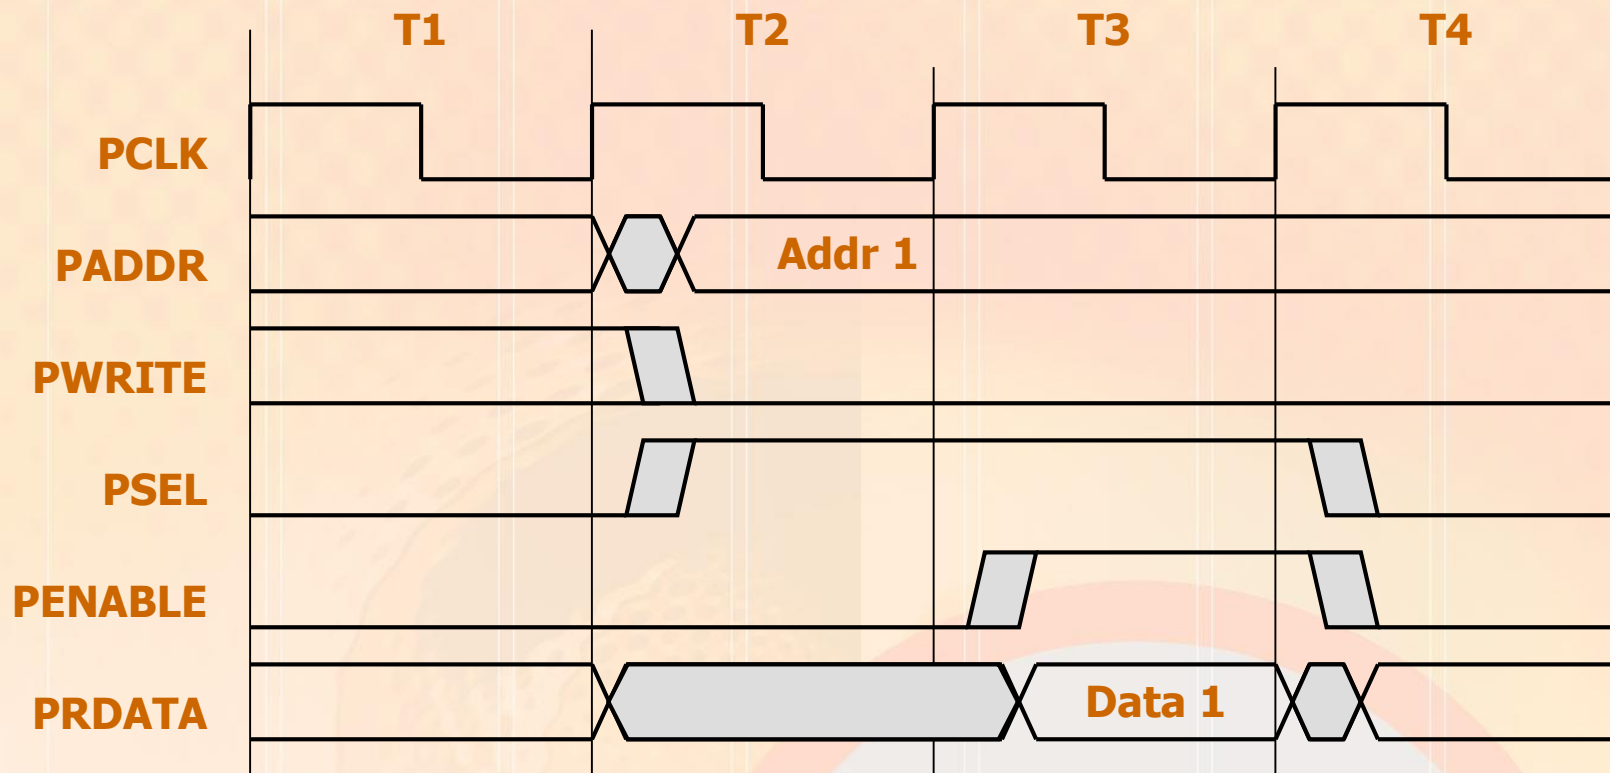 T1 T2 T3 T4
PCLK
PADDR Addr 1
PWRITE
PSEL
PENABLE
PRDATA Data 1